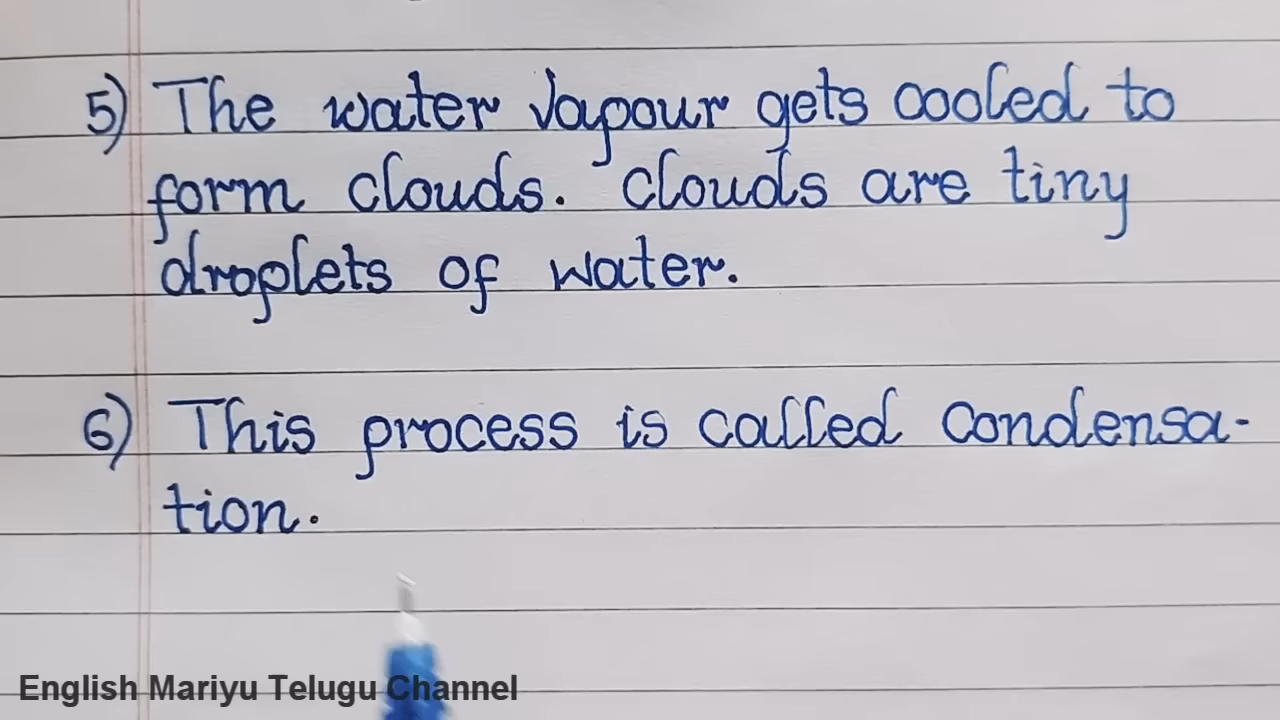 5) The water vapour gets cooled to
form clouds. Clouds are tiny
droplets of water.
6) This process is called Condensa-
tion.
English Mariyu Telugu Channel